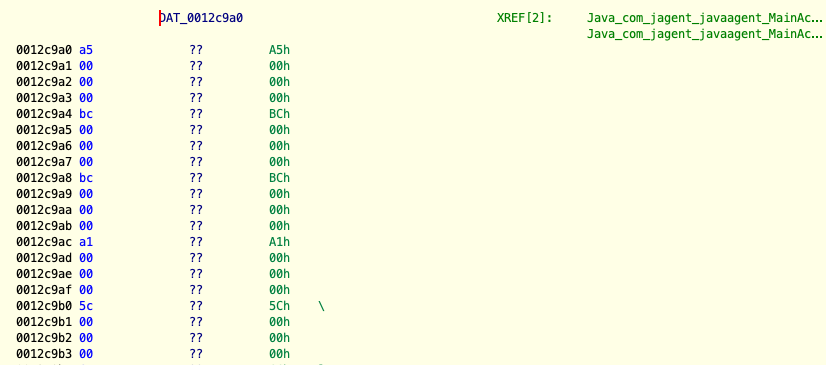 DAT_0012c9a0 XREF[2]: Java_com_jagent_javaagent_MainAc...
Java_com_jagent_javaagent_MainAc...
0012c9a0 a5 ?? A5h
0012c9a1 00 ?? 00h
0012c9a2 00 ?? 00h
0012c9a3 00 ?? 00h
0012c9a4 bc ?? BCh
0012c9a5 00 ?? 00h
0012c9a6 00 ?? 00h
0012c9a7 00 ?? 00h
0012c9a8 bc ?? BCh
0012c9a9 00 ?? 00h
0012c9aa 00 ?? 00h
0012c9ab 00 ?? 00h
0012c9ac a1 ?? A1h
0012c9ad 00 ?? 00h
0012c9ae 00 ?? 00h
0012c9af 00 ?? 00h
0012c9b0 5c ?? 5Ch \
0012c9b1 00 ?? 00h
0012c9b2 00 ?? 00h
0012c9b3 00 ?? 00h